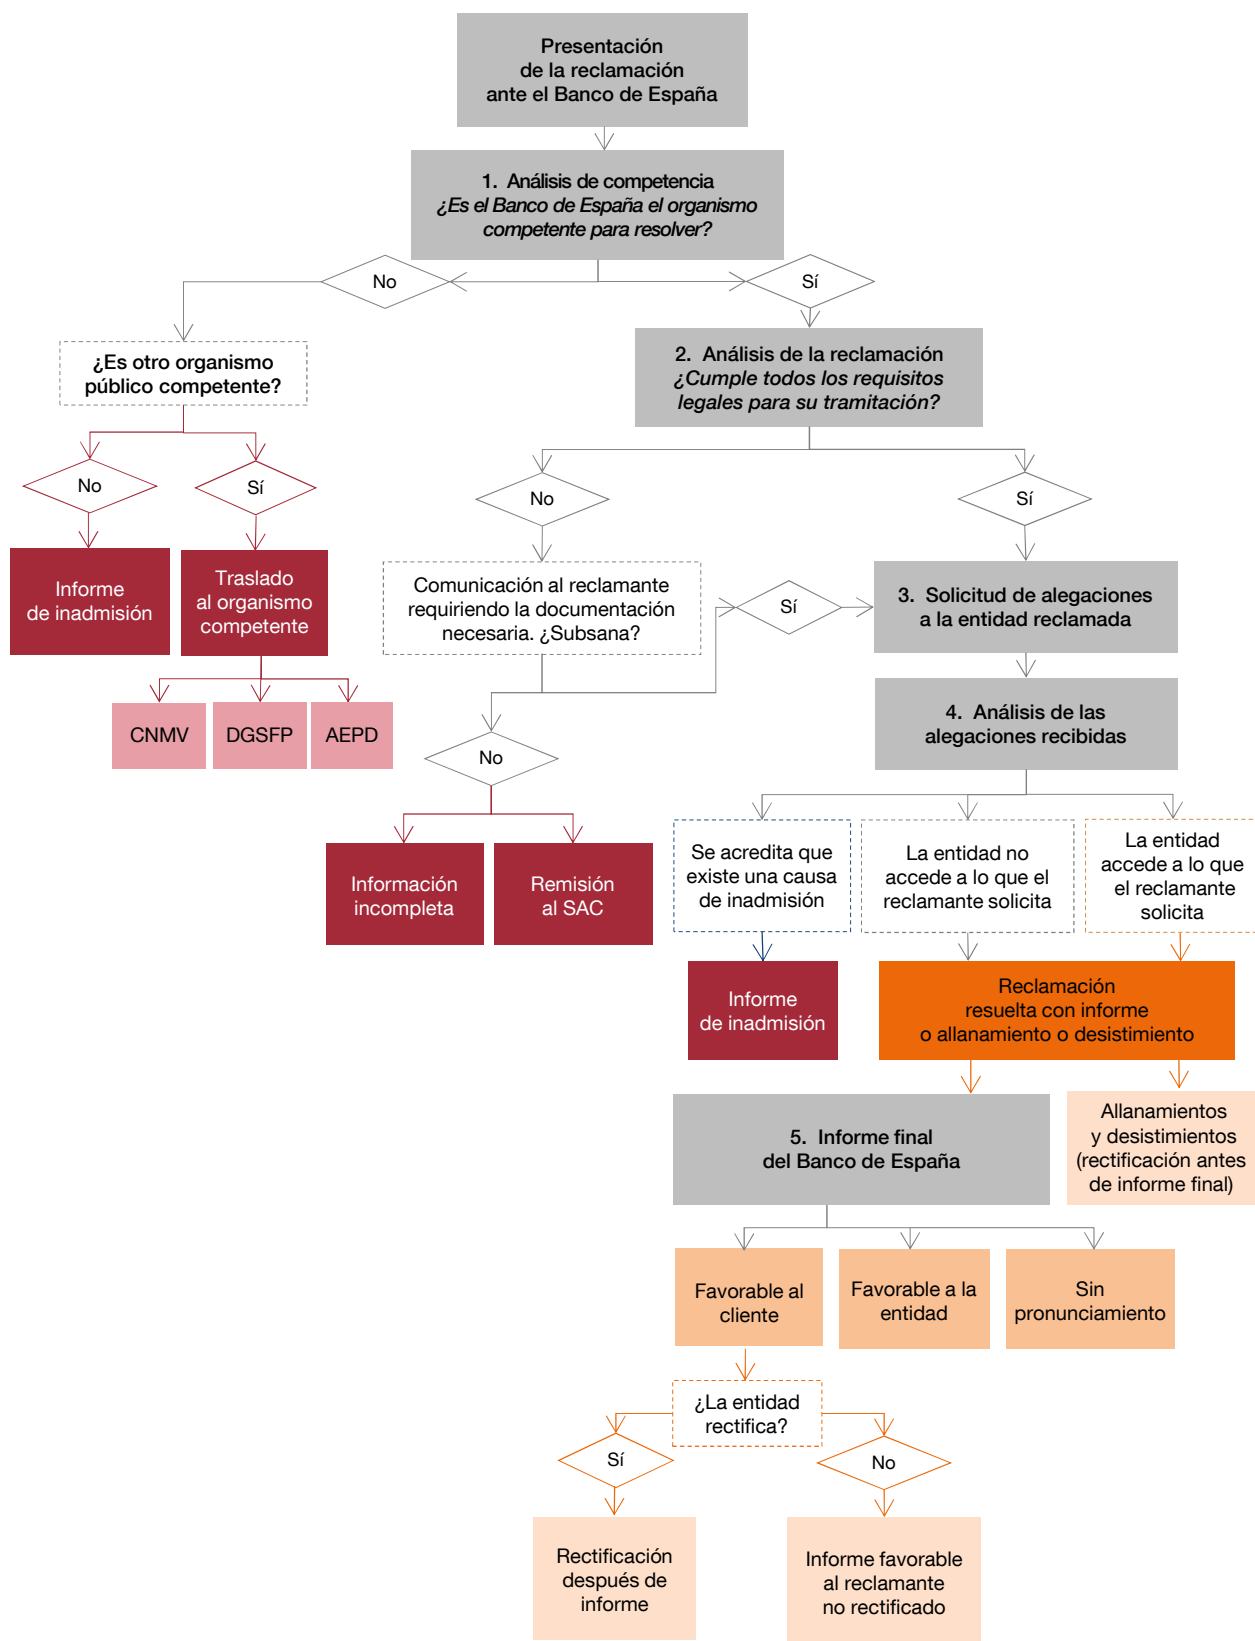 Presentación
de la reclamación
ante el Banco de España
1. Análisis de competencia
¿Es el Banco de España el organismo
competente para resolver?
No
Sí
¿Es otro organismo
público competente?
2. Análisis de la reclamación
¿Cumple todos los requisitos
legales para su tramitación?
No
Sí
No
Sí
Informe
de inadmisión
Traslado
al organismo
competente
Comunicación al reclamante
requiriendo la documentación
necesaria. ¿Subsana?
Sí
3. Solicitud de alegaciones
a la entidad reclamada
CNMV
DGSFP
AEPD
No
4. Análisis de las
alegaciones recibidas
Información
incompleta
Remisión
al SAC
Se acredita que
existe una causa
de inadmisión
La entidad no
accede a lo que el
reclamante solicita
La entidad
accede a lo que
el reclamante
solicita
Informe
de inadmisión
Reclamación
resuelta con informe
o allanamiento o desistimiento
5. Informe final
del Banco de España
Allanamientos
y desistimientos
(rectificación antes
de informe final)
Favorable al
cliente
Favorable a la
entidad
Sin
pronunciamiento
¿La entidad
rectifica?
Sí
No
Rectificación
después de
informe
Informe favorable
al reclamante
no rectificado